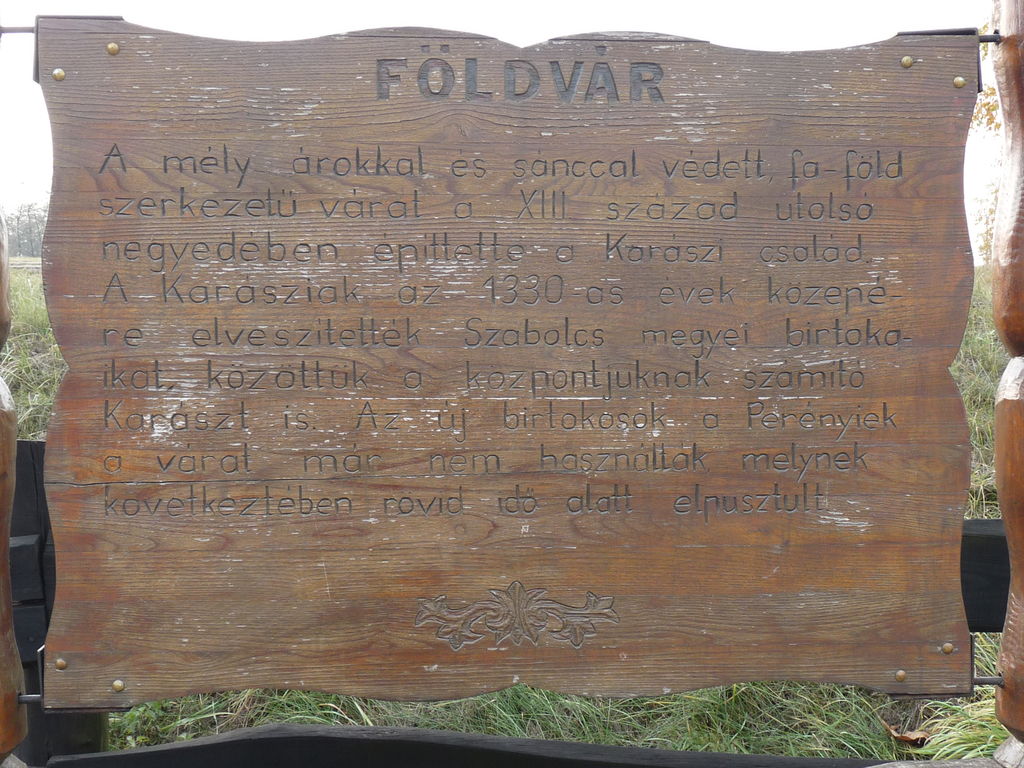 FÖLDVÁR
A mély árokkal és sánccal védett, fa-föld
szerkezetű várat a XIII. század utolsó
negyedében építtette a Karászi család.
A Karásziak az 1330-as évek közepé-
re elveszítették Szabolcs megyei birtoka-
ikat, közöttük a központjuknak számító
Karászt is. Az új birtokosok a Perényiek
a várat már nem használták, melynek
következtében rövid idő alatt elpusztult.